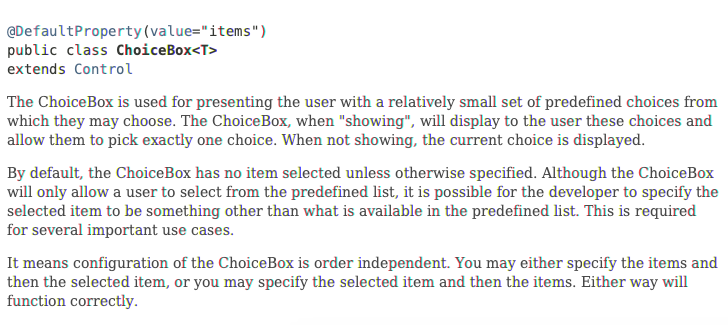 @DefaultProperty(value="items")
public class ChoiceBox<T>
extends Control
The ChoiceBox is used for presenting the user with a relatively small set of predefined choices from
which they may choose. The ChoiceBox, when "showing", will display to the user these choices and
allow them to pick exactly one choice. When not showing, the current choice is displayed.
By default, the ChoiceBox has no item selected unless otherwise specified. Although the ChoiceBox
will only allow a user to select from the predefined list, it is possible for the developer to specify the
selected item to be something other than what is available in the predefined list. This is required
for several important use cases.
It means configuration of the ChoiceBox is order independent. You may either specify the items and
then the selected item, or you may specify the selected item and then the items. Either way will
function correctly.